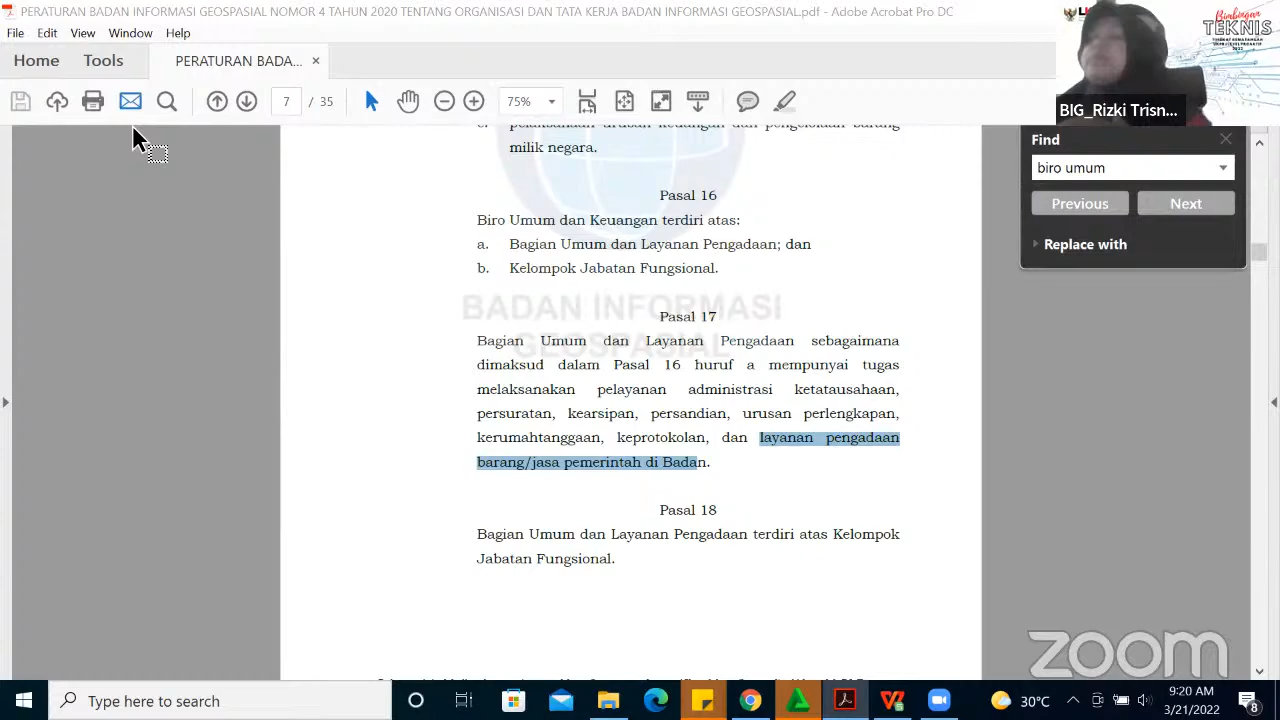 PERATURAN BADAN INFORMASI GEOSPASIAL NOMOR 4 TAHUN 2020 TENTANG ORGANISASI DAN TATA KERJA BADAN INFORMASI GEOSPASIAL.pdf - Adobe Acrobat Pro DC
File Edit View Window Help
Home Tools PERATURAN BADA... ×
7 / 35 75%
Bimbingan
TEKNIS
BIG_Rizki Trisn...
Find
biro umum
Previous Next
Replace with
milik negara.
Pasal 16
Biro Umum dan Keuangan terdiri atas:
a. Bagian Umum dan Layanan Pengadaan; dan
b. Kelompok Jabatan Fungsional.
BADAN INFORMASI
GEOSPASIAL
Pasal 17
Bagian Umum dan Layanan Pengadaan sebagaimana
dimaksud dalam Pasal 16 huruf a mempunyai tugas
melaksanakan pelayanan administrasi ketatausahaan,
persuratan, kearsipan, persandian, urusan perlengkapan,
kerumahtanggaan, keprotokolan, dan layanan pengadaan
barang/jasa pemerintah di Badan.
Pasal 18
Bagian Umum dan Layanan Pengadaan terdiri atas Kelompok
Jabatan Fungsional.
zoom
Type here to search
30°C
9:20 AM
3/21/2022
8